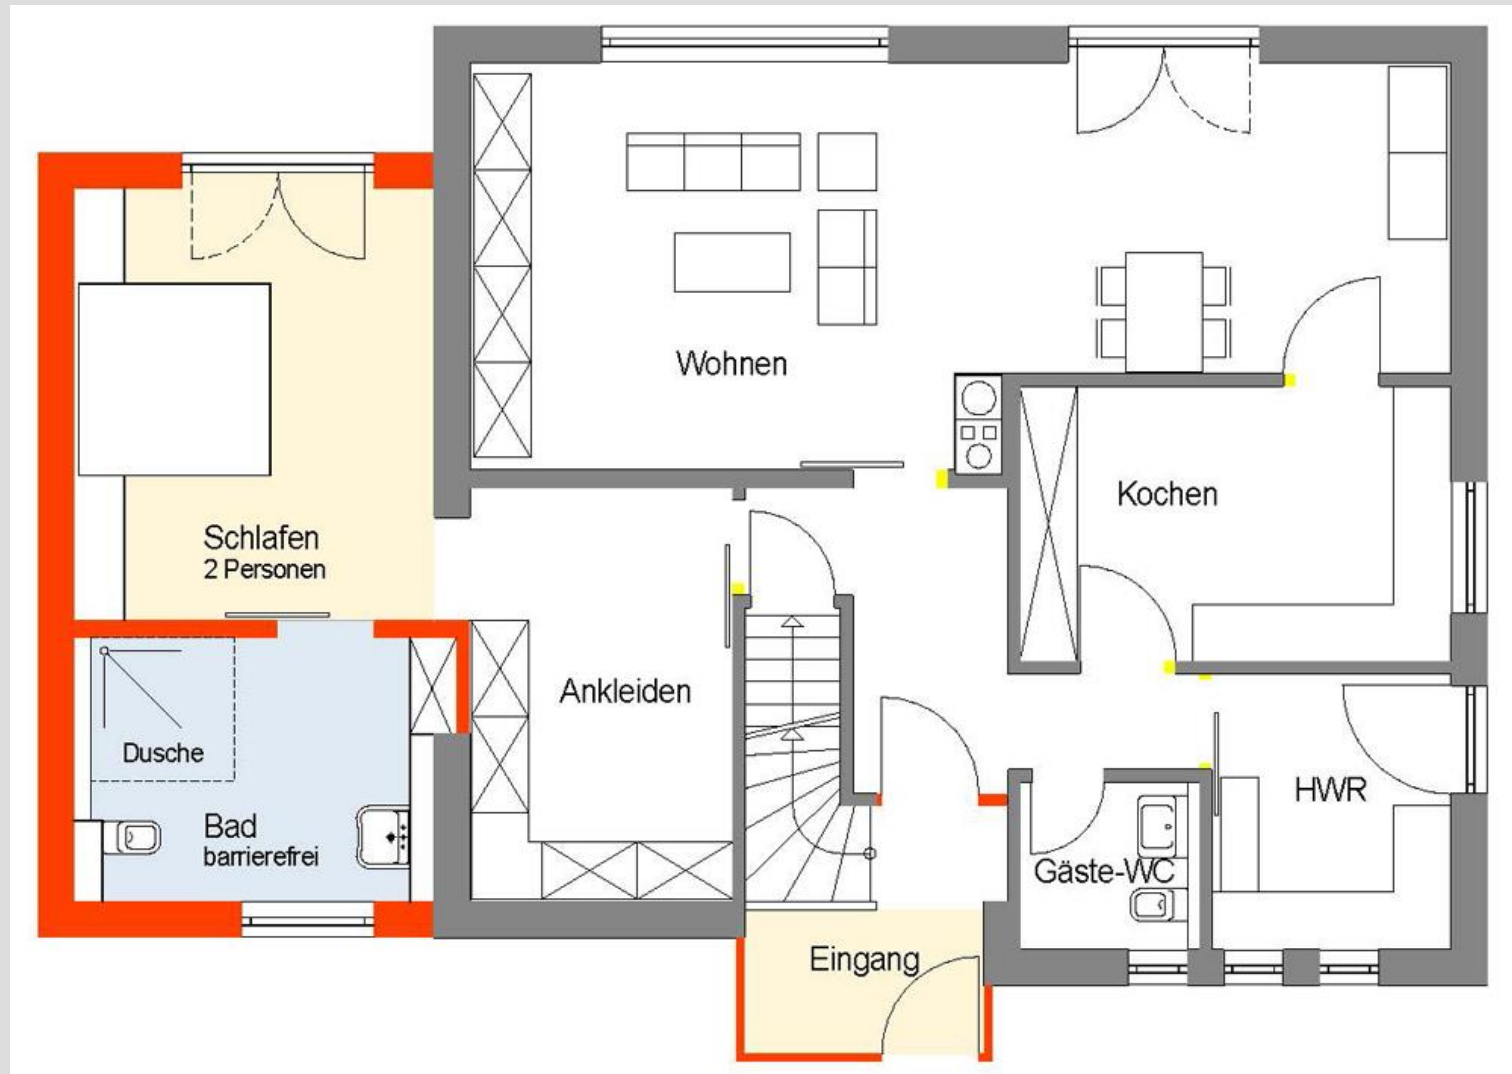 Wohnen
Kochen
Schlafen
2 Personen
Ankleiden
Dusche
HWR
Bad
barrierefrei
Gäste-WC
Eingang